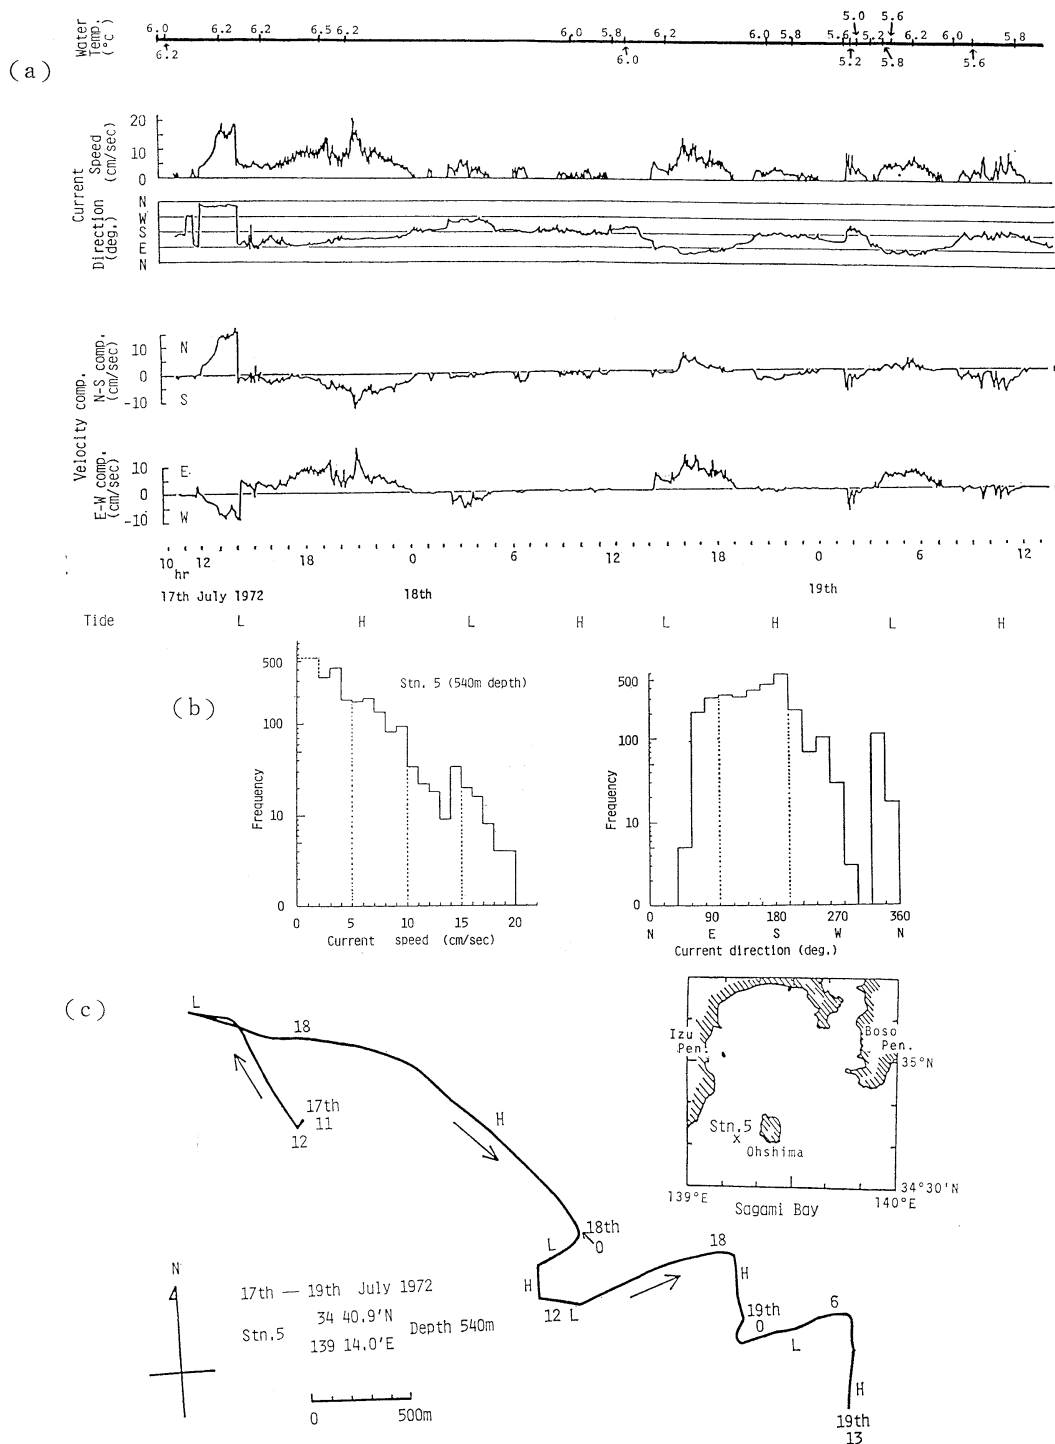 (a)
Water Temp. (°c)
6.0 6.2 6.2 6.5 6.2 6.0 5.8 6.2 6.0 5.8 5.6 5.0 5.2 5.6 6.2 6.0 5.8
6.2 6.0 5.2 5.8 5.6
Current
Speed (cm/sec)
20
10
0
Direction (deg.)
N
W
S
E
N
Velocity comp.
N-S comp. (cm/sec)
10 N
0
-10 S
E-W comp. (cm/sec)
10 E
0
-10 W
10 12 18 0 6 12 18 0 6 12
hr
17th July 1972 18th 19th
Tide L H L H L H L H
(b)
Stn. 5 (540m depth)
Frequency
500
100
10
0
0 5 10 15 20
Current speed (cm/sec)
Frequency
500
100
10
0
0 90 180 270 360
N E S W N
Current direction (deg.)
(c)
L
18
17th
11
12
H
18th
0
L
H
12 L
18
H
19th
0
L
6
H
19th
13
N
17th — 19th July 1972
Stn.5
34 40.9'N
139 14.0'E
Depth 540m
0 500m
Izu Pen.
Boso Pen.
35°N
Stn.5
x
Ohshima
34°30'N
139°E
140°E
Sagami Bay